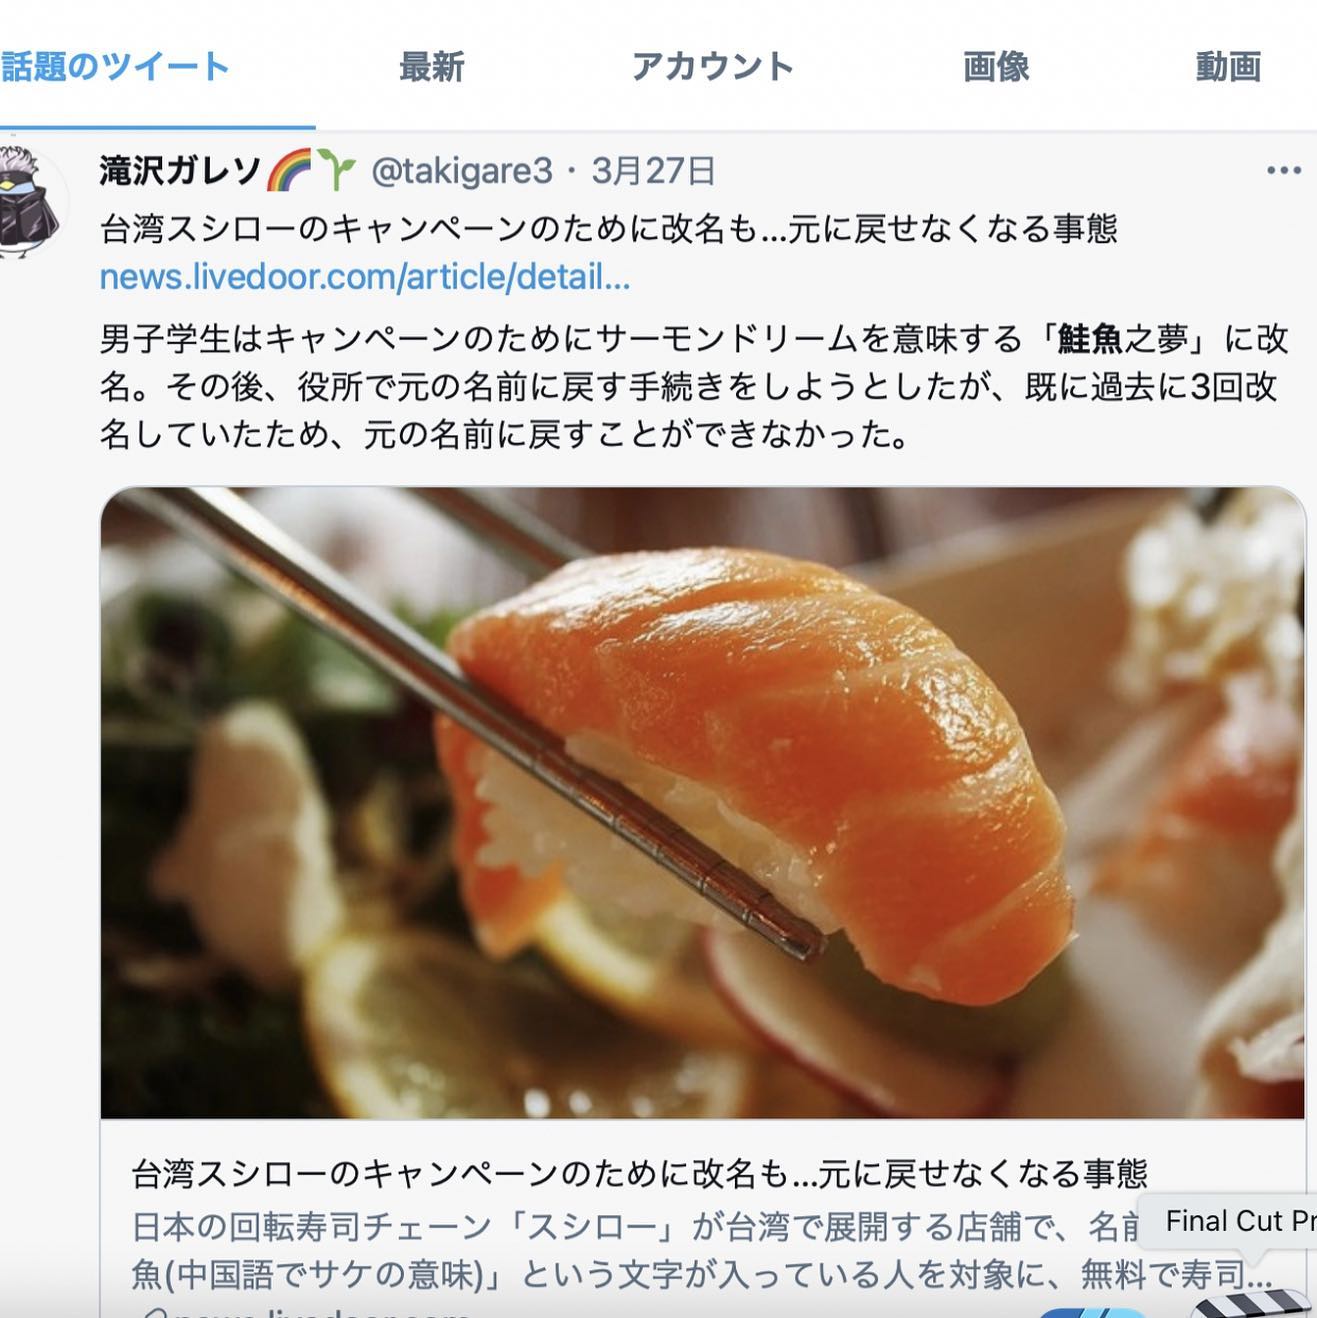 話題のツイート 最新 アカウント 画像 動画
滝沢ガレソ🌈🌱 @takigare3 · 3月27日
台湾スシローのキャンペーンのために改名も...元に戻せなくなる事態
news.livedoor.com/article/detail...
男子学生はキャンペーンのためにサーモンドリームを意味する「鮭魚之夢」に改
名。その後、役所で元の名前に戻す手続きをしようとしたが、既に過去に3回改
名していたため、元の名前に戻すことができなかった。
台湾スシローのキャンペーンのために改名も...元に戻せなくなる事態
日本の回転寿司チェーン「スシロー」が台湾で展開する店舗で、名前
Final Cut Pr
魚(中国語でサケの意味)」という文字が入っている人を対象に、無料で寿司...